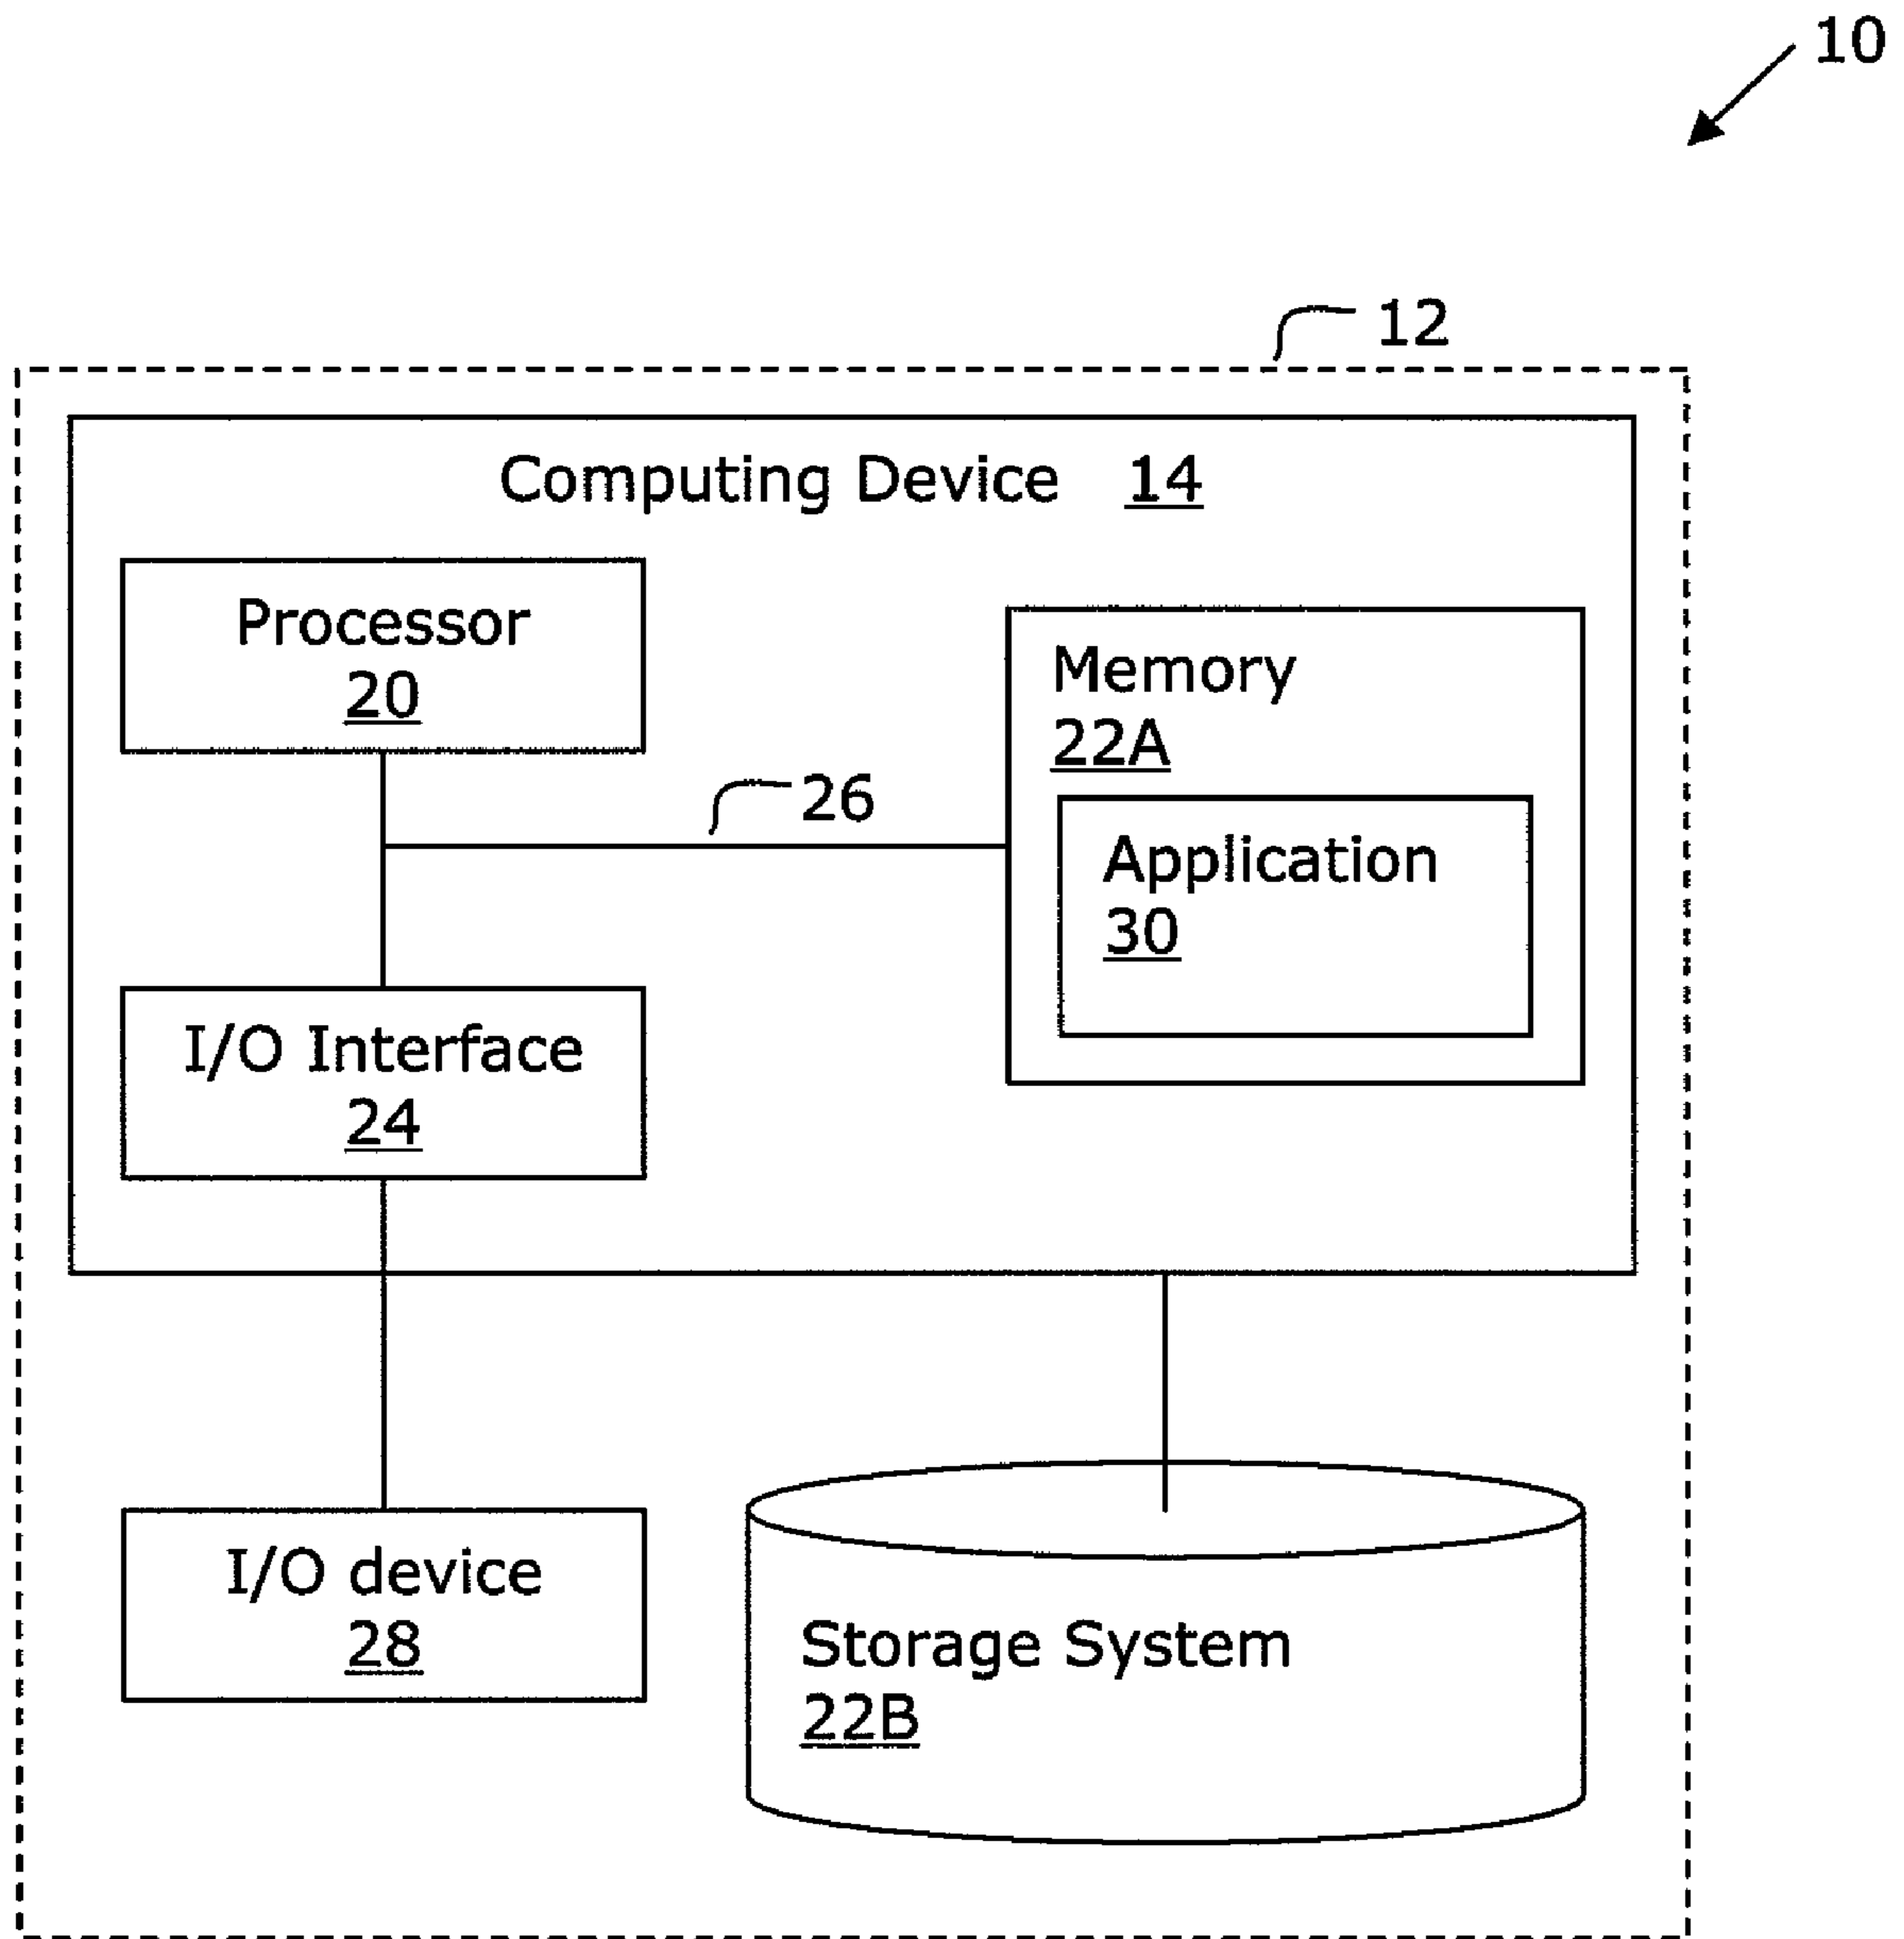 10
12
Computing Device 14
Processor
20
Memory
22A
26
Application
30
I/O Interface
24
I/O device
28
Storage System
22B